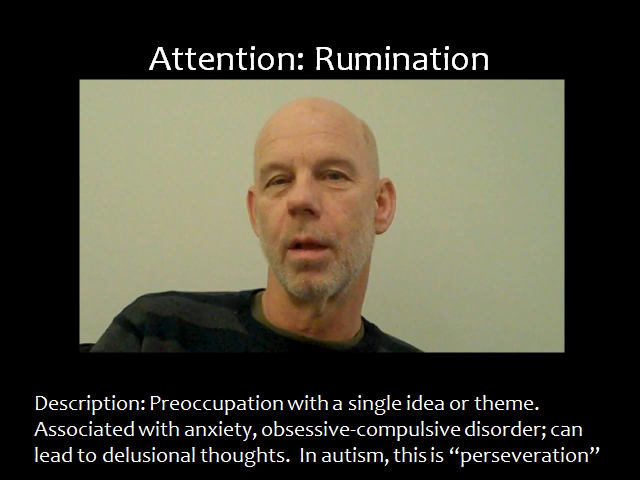 Attention: Rumination
Description: Preoccupation with a single idea or theme.
Associated with anxiety, obsessive-compulsive disorder; can
lead to delusional thoughts.  In autism, this is “perseveration”